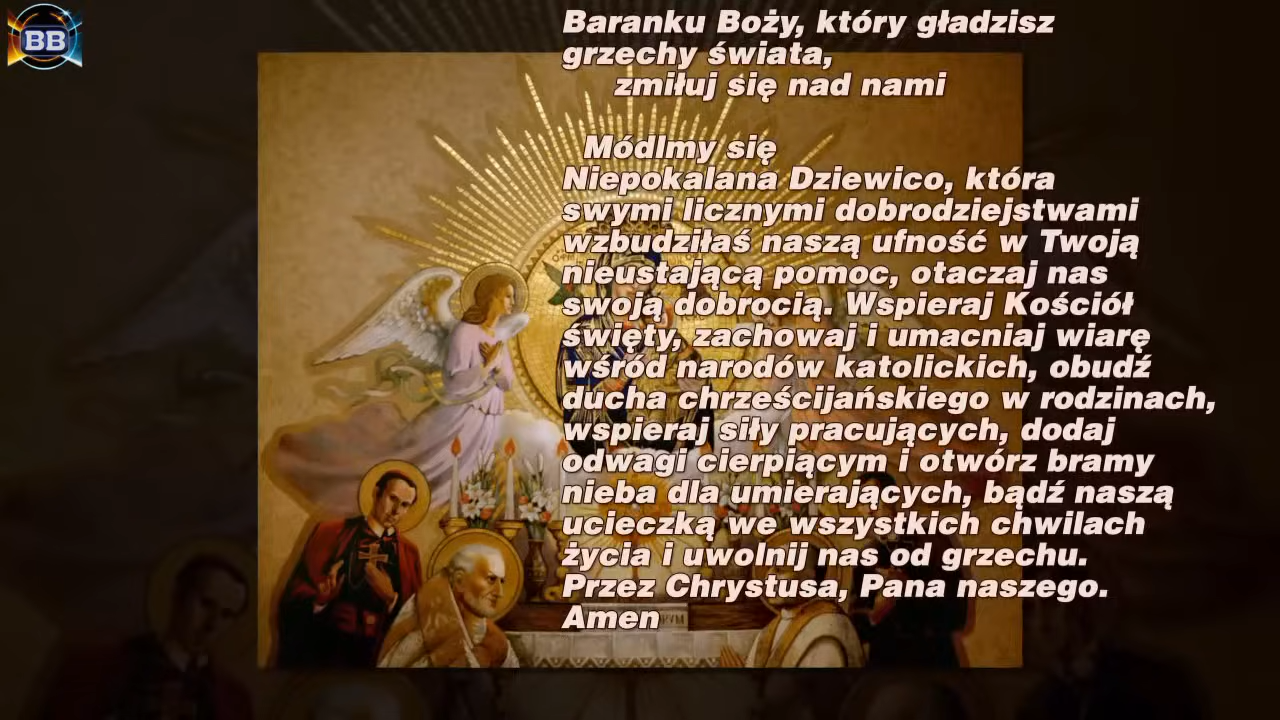 BB
Baranku Boży, który gładzisz
grzechy świata,
zmiłuj się nad nami
Módlmy się
Niepokalana Dziewico, która
swymi licznymi dobrodziejstwami
wzbudziłaś naszą ufność w Twoją
nieustającą pomoc, otaczaj nas
swoją dobrocią. Wspieraj Kościół
święty, zachowaj i umacniaj wiarę
wśród narodów katolickich, obudź
ducha chrześcijańskiego w rodzinach,
wspieraj siły pracujących, dodaj
odwagi cierpiącym i otwórz bramy
nieba dla umierających, bądź naszą
ucieczką we wszystkich chwilach
życia i uwolnij nas od grzechu.
Przez Chrystusa, Pana naszego.
Amen